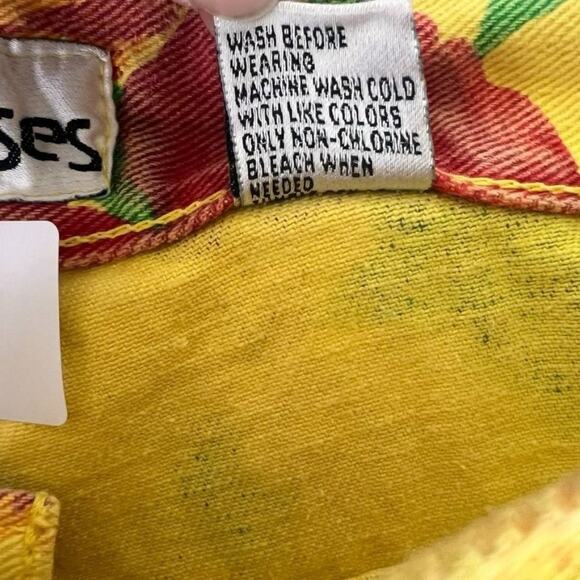 ses
WASH BEFORE
WEARING
MACHINE WASH COLD
WITH LIKE COLORS
ONLY NON-CHLORINE
BLEACH WHEN
NEEDED